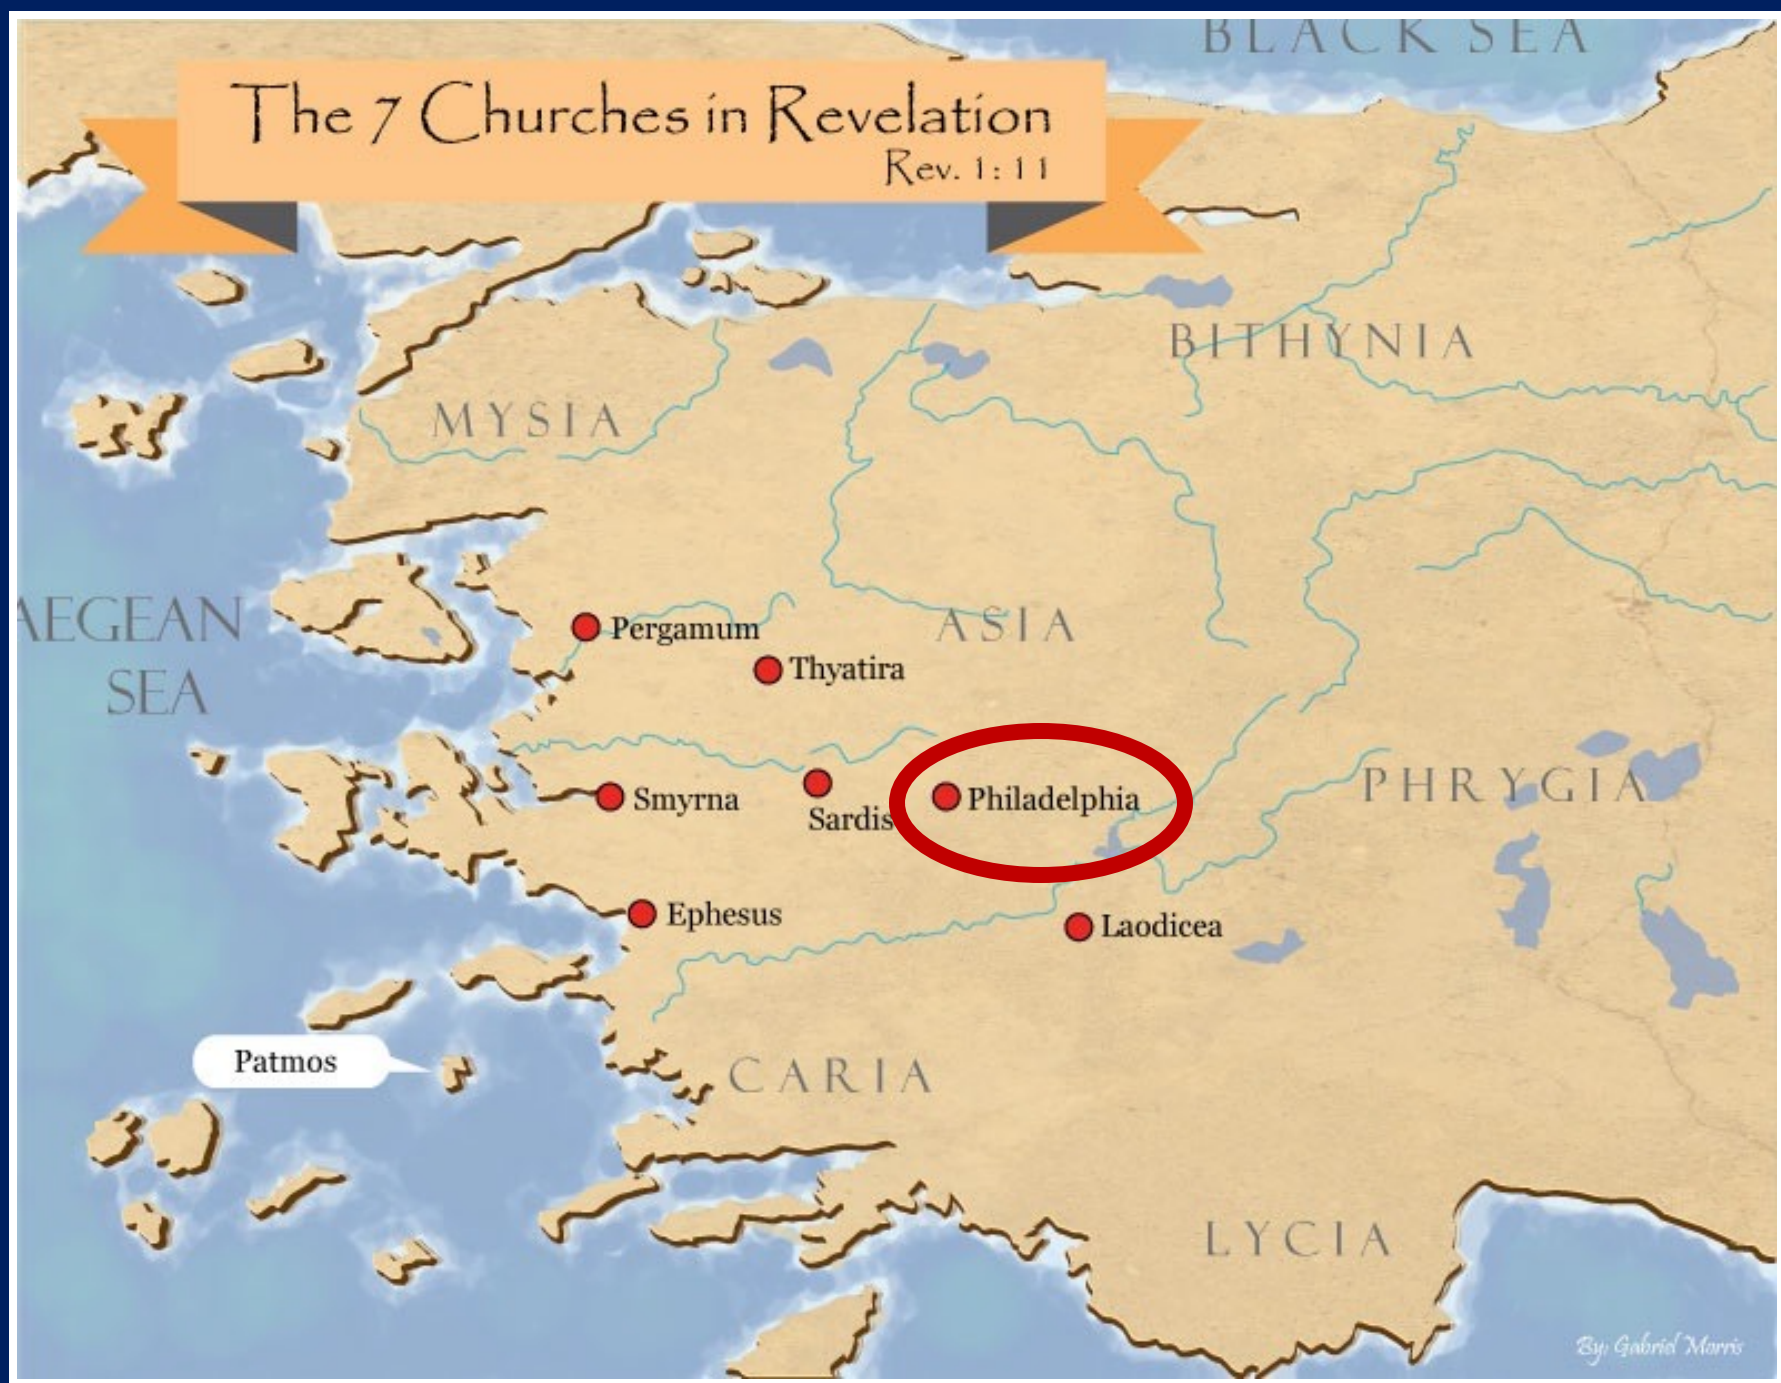 BLACK SEA
The 7 Churches in Revelation
Rev. 1:11
BITHYNIA
MYSIA
AEGEAN
SEA
Pergamum
ASIA
Thyatira
PHRYGIA
Smyrna
Sardis
Philadelphia
Ephesus
Laodicea
Patmos
CARIA
LYCIA
By: Gabriel Morris